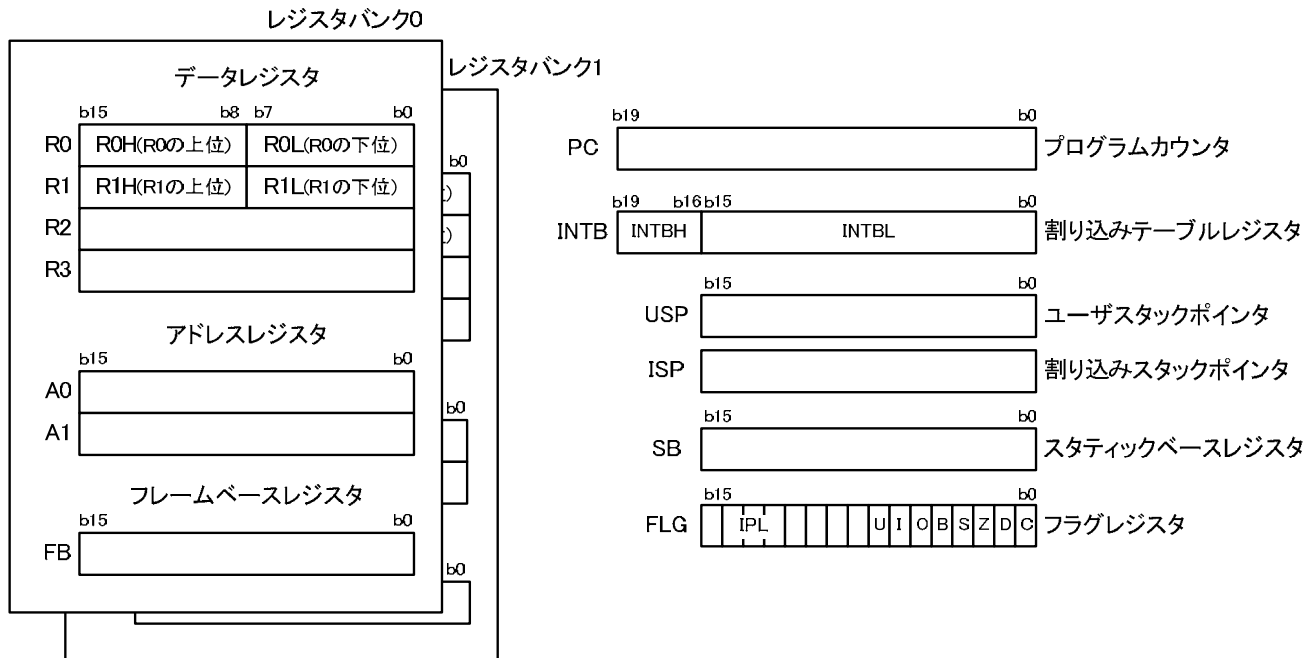 レジスタバンク0
データレジスタ
b15 b8 b7 b0
R0 R0H(R0の上位) R0L(R0の下位)
R1 R1H(R1の上位) R1L(R1の下位)
R2
R3
アドレスレジスタ
b15 b0
A0
A1
フレームベースレジスタ
b15 b0
FB
レジスタバンク1
b0
)
)
b0
b0
b19 b0
PC プログラムカウンタ
b19 b16 b15 b0
INTB INTBH INTBL 割り込みテーブルレジスタ
b15 b0
USP ユーザスタックポインタ
ISP 割り込みスタックポインタ
b15 b0
SB スタティックベースレジスタ
b15 b0
FLG IPL U I O B S Z D C フラグレジスタ